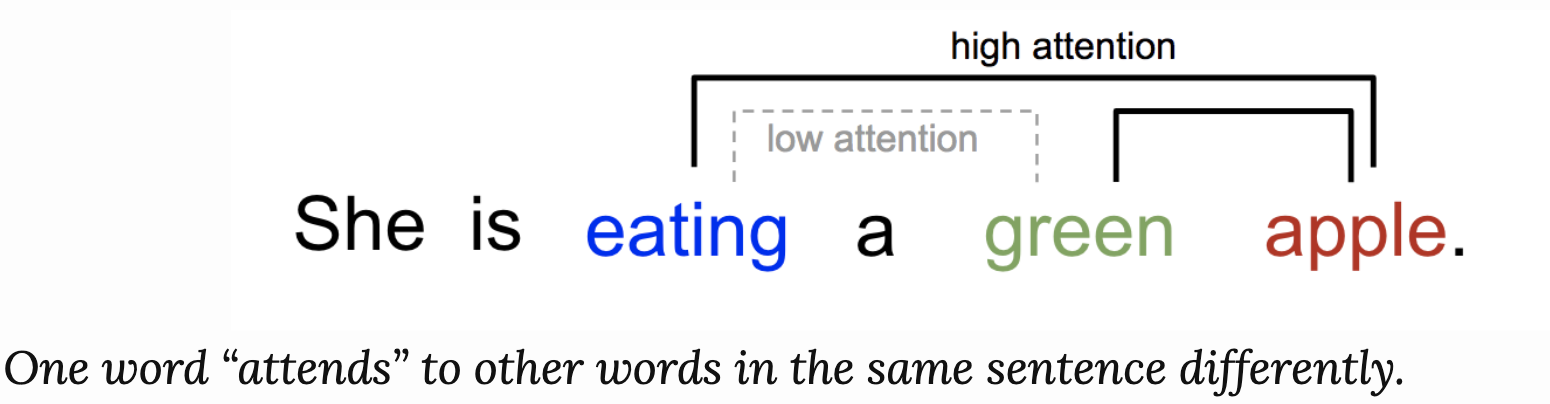 high attention
low attention
She is eating a green apple.
One word “attends” to other words in the same sentence differently.